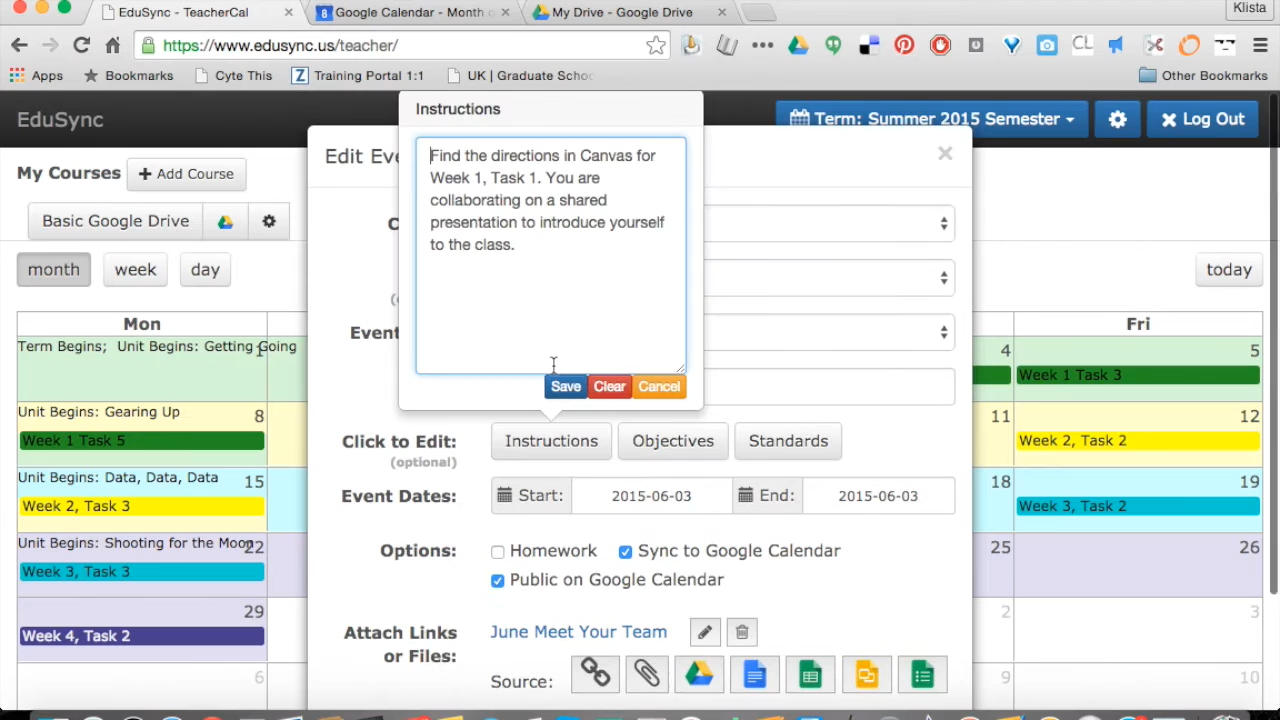 Klista
EduSync - TeacherCal
Google Calendar - Month
My Drive - Google Drive
https://www.edusync.us/teacher/
Apps
Bookmarks
Cyte This
Training Portal 1:1
UK | Graduate
Other Bookmarks
EduSync
Term: Summer 2015 Semester
Log Out
My Courses
+ Add Course
Basic Google Drive
month
week
day
today
Instructions
Find the directions in Canvas for
Week 1, Task 1. You are
collaborating on a shared
presentation to introduce yourself
to the class.
Save
Clear
Cancel
Click to Edit:
(optional)
Instructions
Objectives
Standards
Event Dates:
Start:
2015-06-03
End:
2015-06-03
Options:
Homework
Sync to Google Calendar
Public on Google Calendar
Attach Links
or Files:
June Meet Your Team
Source:
Mon
Fri
Term Begins; Unit Begins: Getting Going
1
4
5
Week 1 Task 3
Unit Begins: Gearing Up
8
11
12
Week 1 Task 5
Week 2, Task 2
Unit Begins: Data, Data, Data
15
18
19
Week 2, Task 3
Week 3, Task 2
Unit Begins: Shooting for the Moon
22
25
26
Week 3, Task 3
29
2
3
Week 4, Task 2
6
9
10